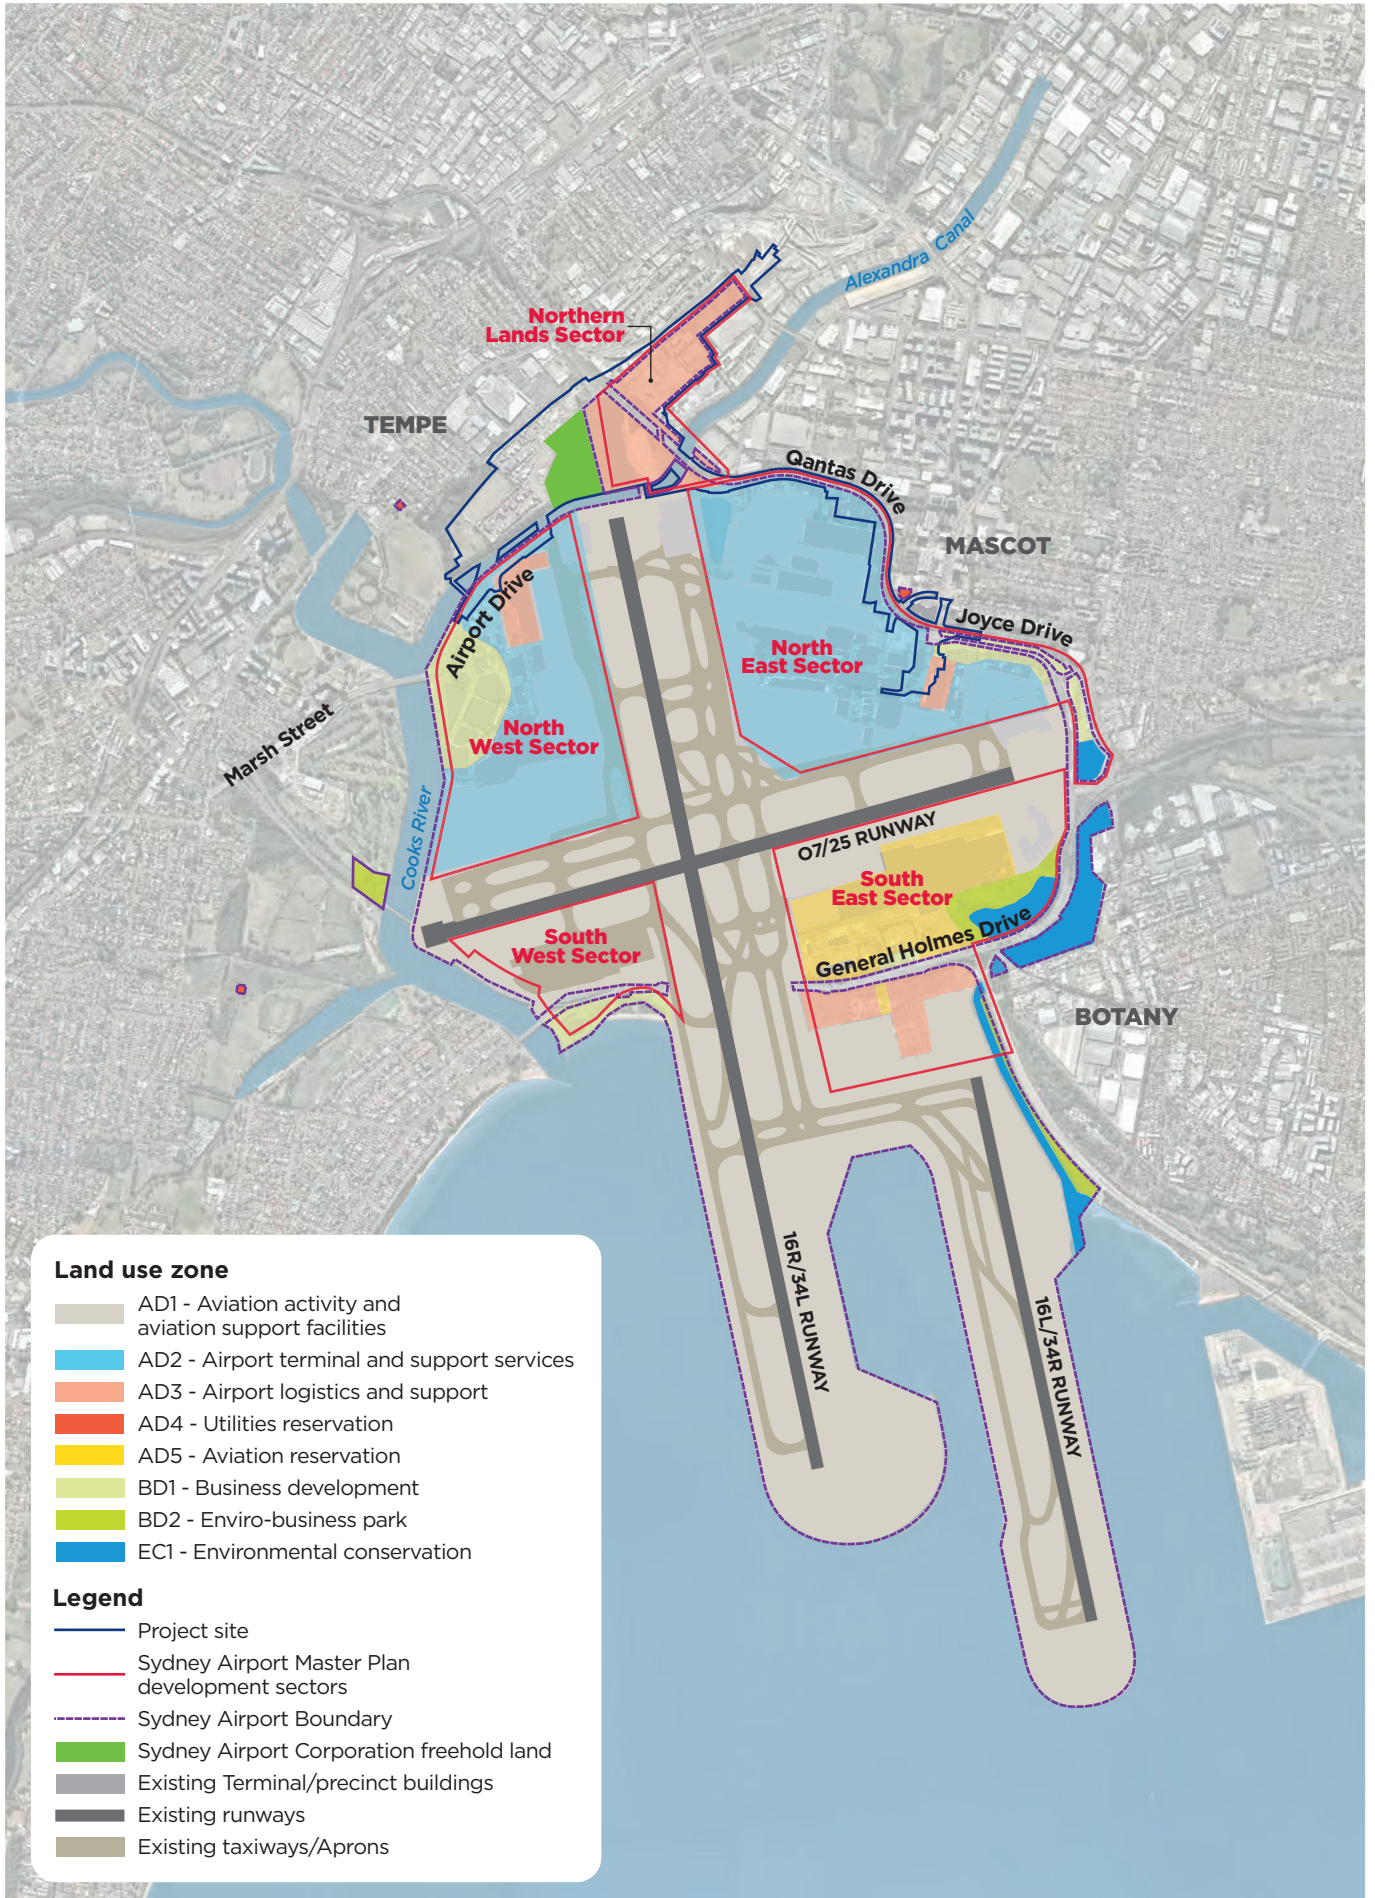 Alexandra Canal
Northern
Lands Sector
TEMPE
Qantas Drive
MASCOT
Airport Drive
Joyce Drive
North
East Sector
Marsh Street
North
West Sector
Cooks River
O7/25 RUNWAY
South
East Sector
South
West Sector
General Holmes Drive
BOTANY
16R/34L RUNWAY
16L/34R RUNWAY
Land use zone
AD1 - Aviation activity and
aviation support facilities
AD2 - Airport terminal and support services
AD3 - Airport logistics and support
AD4 - Utilities reservation
AD5 - Aviation reservation
BD1 - Business development
BD2 - Enviro-business park
EC1 - Environmental conservation
Legend
Project site
Sydney Airport Master Plan
development sectors
Sydney Airport Boundary
Sydney Airport Corporation freehold land
Existing Terminal/precinct buildings
Existing runways
Existing taxiways/Aprons